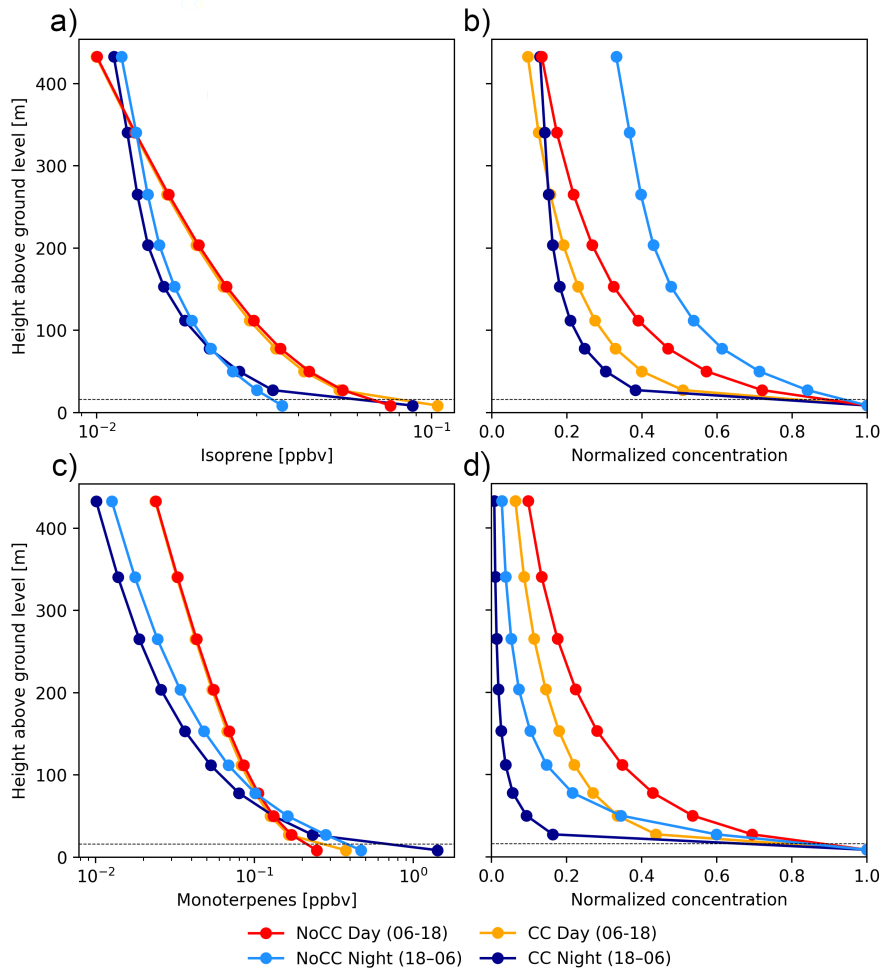 a)
b)
Height above ground level [m]
400
300
200
100
0
10⁻²
10⁻¹
Isoprene [ppbv]
0.0
0.2
0.4
0.6
0.8
1.0
Normalized concentration
c)
d)
Height above ground level [m]
400
300
200
100
0
10⁻²
10⁻¹
10⁰
Monoterpenes [ppbv]
0.0
0.2
0.4
0.6
0.8
1.0
Normalized concentration
NoCC Day (06-18)
CC Day (06-18)
NoCC Night (18–06)
CC Night (18–06)